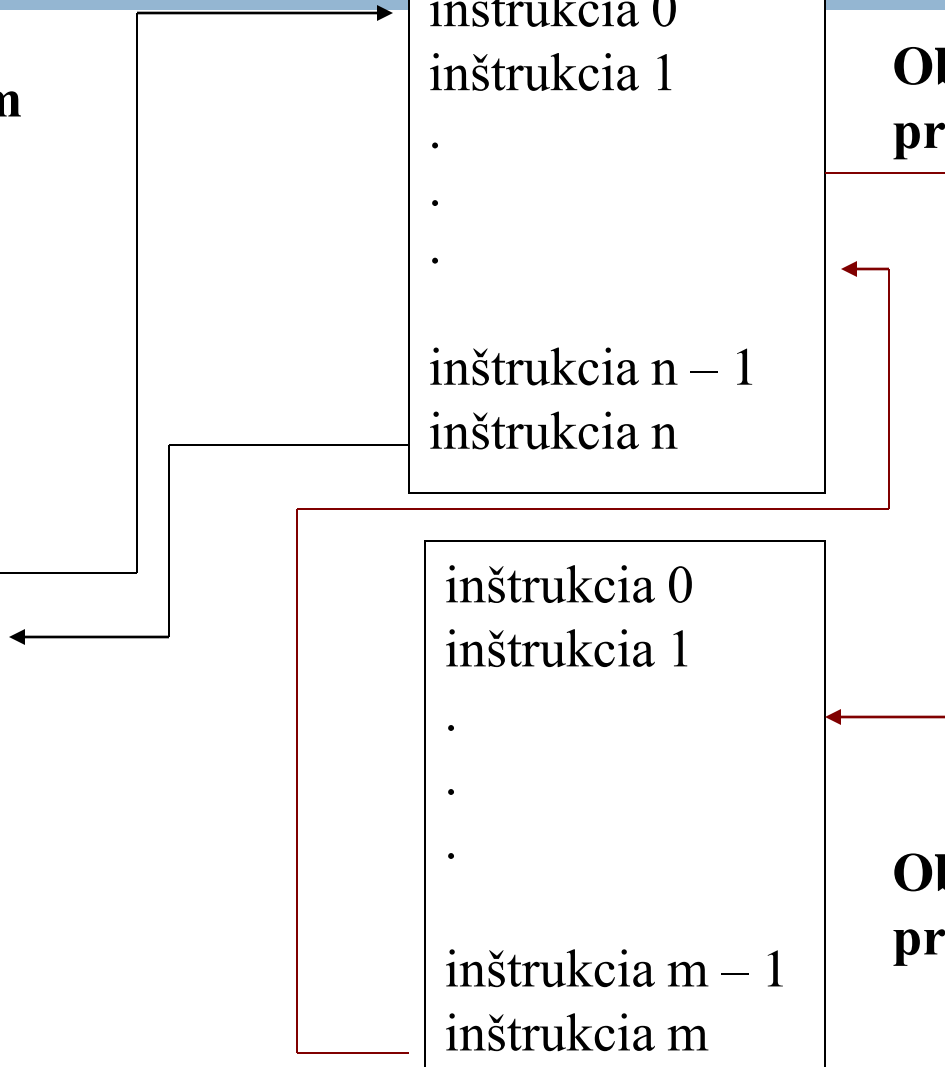 inštrukcia 0
inštrukcia 1
.
.
.
inštrukcia n – 1
inštrukcia n
inštrukcia 0
inštrukcia 1
.
.
.
inštrukcia m – 1
inštrukcia m